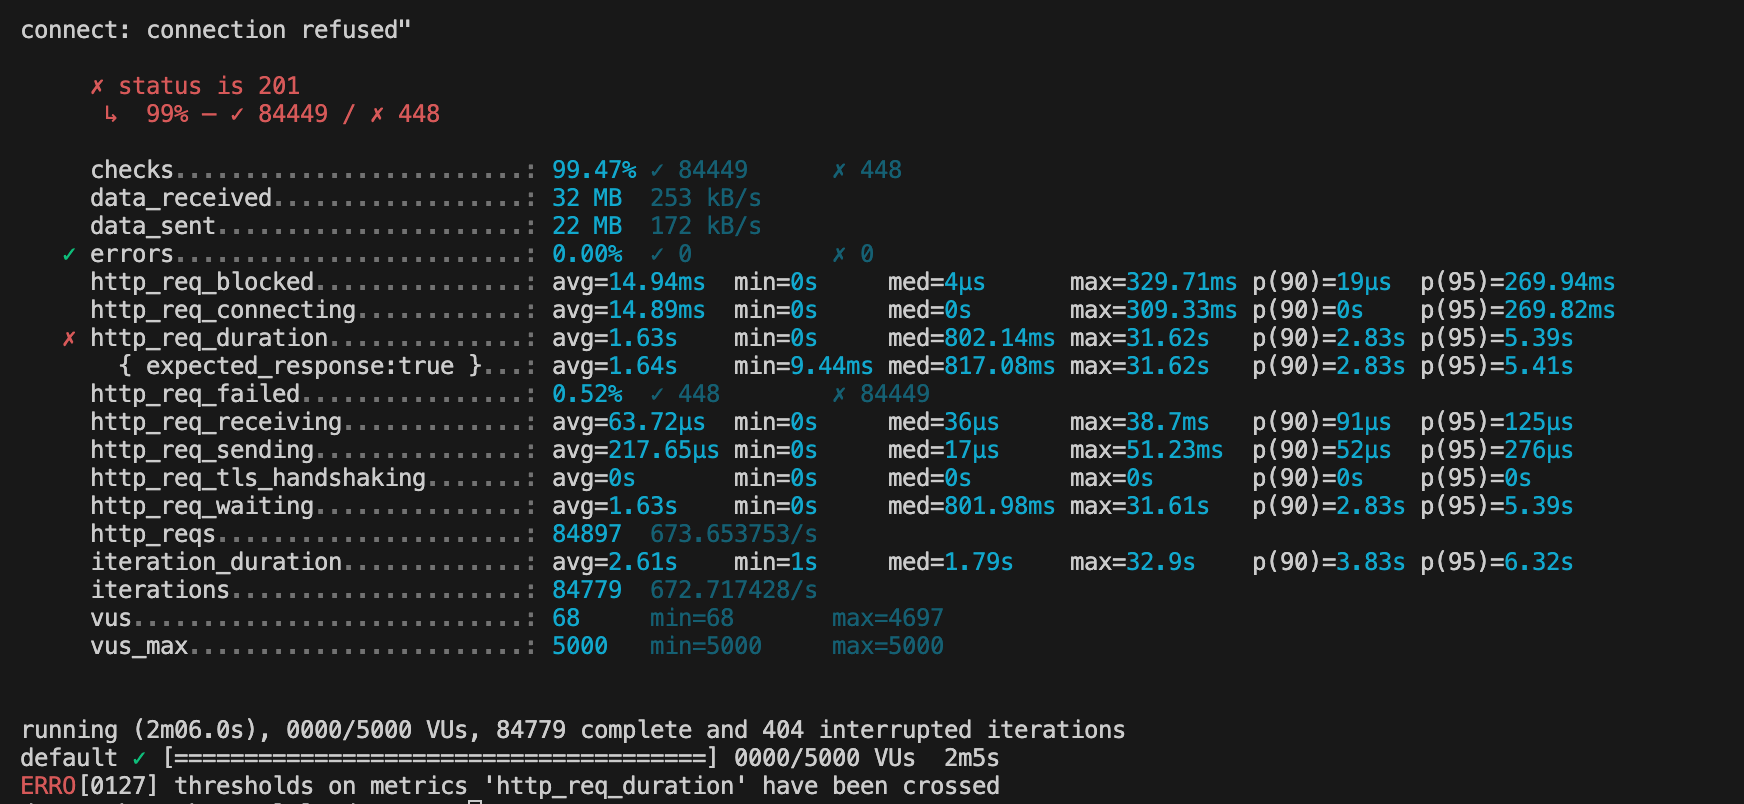 connect: connection refused"
✗ status is 201
↳ 99% — ✓ 84449 / ✗ 448
checks.........................: 99.47% ✓ 84449 ✗ 448
data_received..................: 32 MB 253 kB/s
data_sent......................: 22 MB 172 kB/s
✓ errors.........................: 0.00% ✓ 0 ✗ 0
http_req_blocked...............: avg=14.94ms min=0s med=4µs max=329.71ms p(90)=19µs p(95)=269.94ms
http_req_connecting............: avg=14.89ms min=0s med=0s max=309.33ms p(90)=0s p(95)=269.82ms
✗ http_req_duration..............: avg=1.63s min=0s med=802.14ms max=31.62s p(90)=2.83s p(95)=5.39s
{ expected_response:true }...: avg=1.64s min=9.44ms med=817.08ms max=31.62s p(90)=2.83s p(95)=5.41s
http_req_failed................: 0.52% ✓ 448 ✗ 84449
http_req_receiving.............: avg=63.72µs min=0s med=36µs max=38.7ms p(90)=91µs p(95)=125µs
http_req_sending...............: avg=217.65µs min=0s med=17µs max=51.23ms p(90)=52µs p(95)=276µs
http_req_tls_handshaking.......: avg=0s min=0s med=0s max=0s p(90)=0s p(95)=0s
http_req_waiting...............: avg=1.63s min=0s med=801.98ms max=31.61s p(90)=2.83s p(95)=5.39s
http_reqs......................: 84897 673.653753/s
iteration_duration.............: avg=2.61s min=1s med=1.79s max=32.9s p(90)=3.83s p(95)=6.32s
iterations.....................: 84779 672.717428/s
vus............................: 68 min=68 max=4697
vus_max........................: 5000 min=5000 max=5000
running (2m06.0s), 0000/5000 VUs, 84779 complete and 404 interrupted iterations
default ✓ [======================================] 0000/5000 VUs 2m5s
ERRO[0127] thresholds on metrics 'http_req_duration' have been crossed